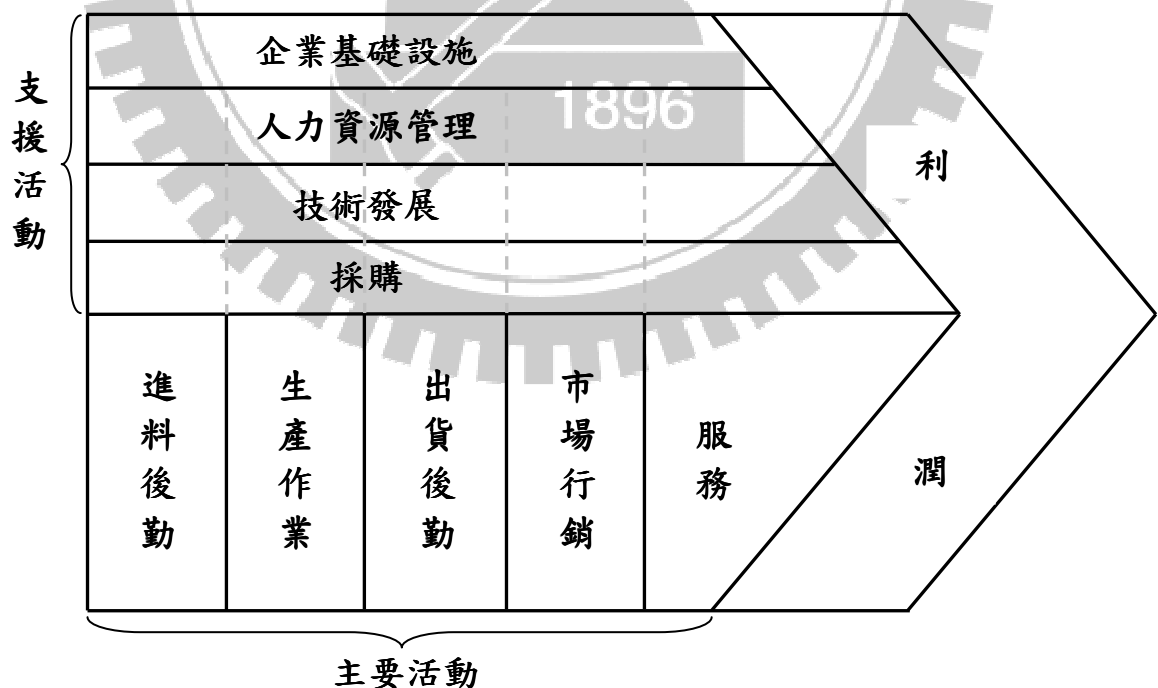 支援活動
企業基礎設施
1896
人力資源管理
技術發展
採購
利
潤
進料後勤
生產作業
出貨後勤
市場行銷
服務
主要活動